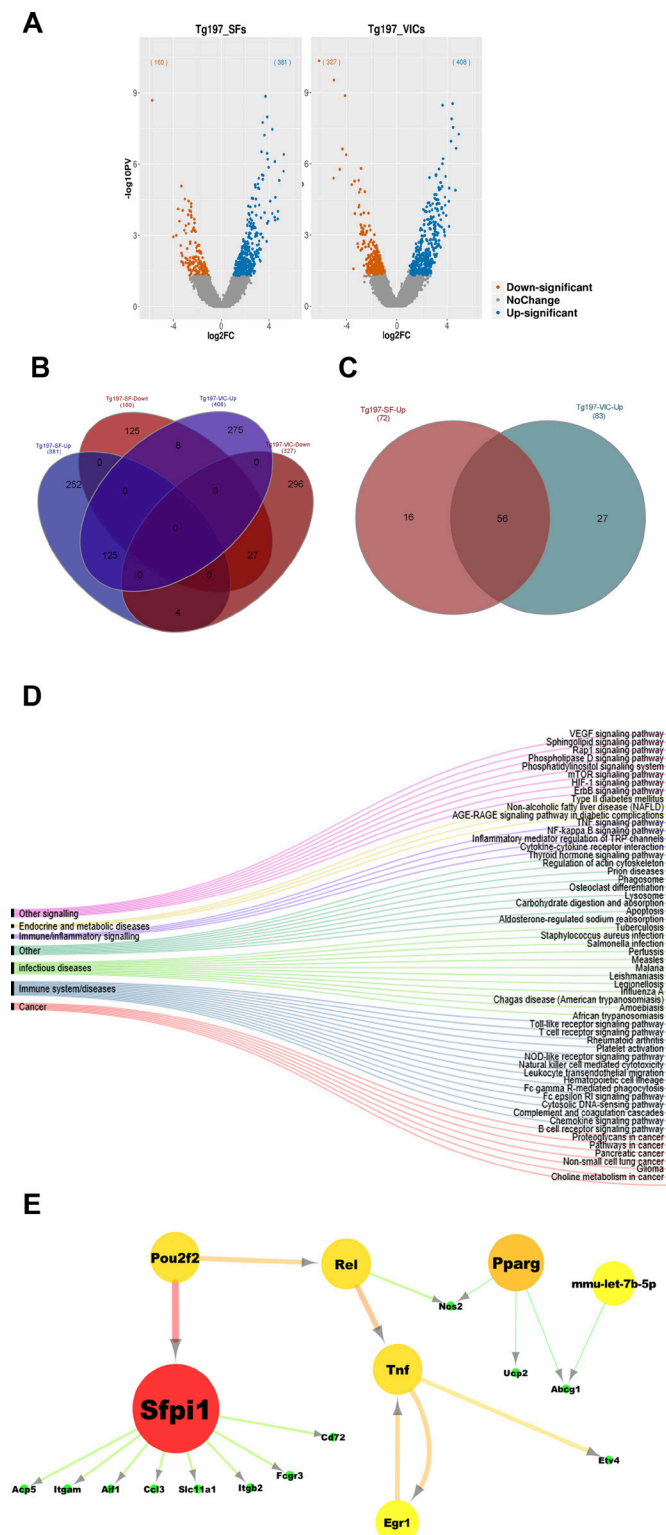 A
Tg197_SFs
Tg197_VICs
( 160 )
( 381 )
( 327 )
( 408 )
-log10PV
9
6
3
0
9
6
3
0
-4
0
4
-4
0
4
log2FC
log2FC
Down-significant
NoChange
Up-significant
B
Tg197-SF-Down
(160)
Tg197-VIC-Up
(408)
Tg197-SF-Up
(381)
Tg197-VIC-Down
(327)
125
8
275
0
0
252
0
0
296
0
125
27
0
0
4
C
Tg197-SF-Up
(72)
Tg197-VIC-Up
(83)
16
56
27
D
VEGF signaling pathway
Sphingolipid signaling pathway
Rap1 signaling pathway
Phospholipase D signaling pathway
Phosphatidylinositol signaling system
mTOR signaling pathway
HIF-1 signaling pathway
ErbB signaling pathway
Type II diabetes mellitus
Non-alcoholic fatty liver disease (NAFLD)
AGE-RAGE signaling pathway in diabetic complications
TNF signaling pathway
NF-kappa B signaling pathway
Inflammatory mediator regulation of TRP channels
Cytokine-cytokine receptor interaction
Thyroid hormone signaling pathway
Regulation of actin cytoskeleton
Prion diseases
Phagosome
Osteoclast differentiation
Lysosome
Carbohydrate digestion and absorption
Apoptosis
Aldosterone-regulated sodium reabsorption
Tuberculosis
Staphylococcus aureus infection
Salmonella infection
Pertussis
Measles
Malaria
Leishmaniasis
Legionellosis
Influenza A
Chagas disease (American trypanosomiasis)
Amoebiasis
African trypanosomiasis
Toll-like receptor signaling pathway
T cell receptor signaling pathway
Rheumatoid arthritis
Platelet activation
NOD-like receptor signaling pathway
Natural killer cell mediated cytotoxicity
Leukocyte transendothelial migration
Hematopoietic cell lineage
Fc gamma R-mediated phagocytosis
Fc epsilon RI signaling pathway
Cytosolic DNA-sensing pathway
Complement and coagulation cascades
Chemokine signaling pathway
B cell receptor signaling pathway
Proteoglycans in cancer
Pathways in cancer
Pancreatic cancer
Non-small cell lung cancer
Glioma
Choline metabolism in cancer
Other signalling
Endocrine and metabolic diseases
Immune/inflammatory signalling
Other
infectious diseases
Immune system/diseases
Cancer
E
Pou2f2
Rel
Pparg
mmu-let-7b-5p
Nos2
Tnf
Ucp2
Abcg1
Sfpi1
Cd72
Etv4
Acp5
Itgam
Aif1
Ccl3
Slc11a1
Itgb2
Fcgr3
Egr1